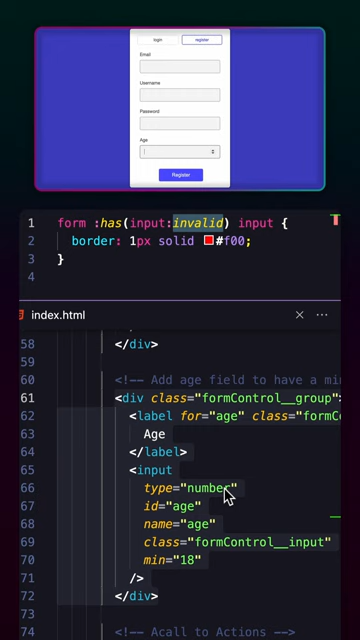 login register
Email
Username
Password
Age
Register
1 form :has(input:invalid) input {
2 border: 1px solid #f00;
3 }
4
index.html
58 </div>
59
60 <!-- Add age field to have a mi
61 <div class="formControl__group">
62 <label for="age" class="formC
63 Age
64 </label>
65 <input
66 type="number"
67 id="age"
68 name="age"
69 class="formControl__input"
70 min="18"
71 />
72 </div>
73
74 <!-- Acall to Actions -->